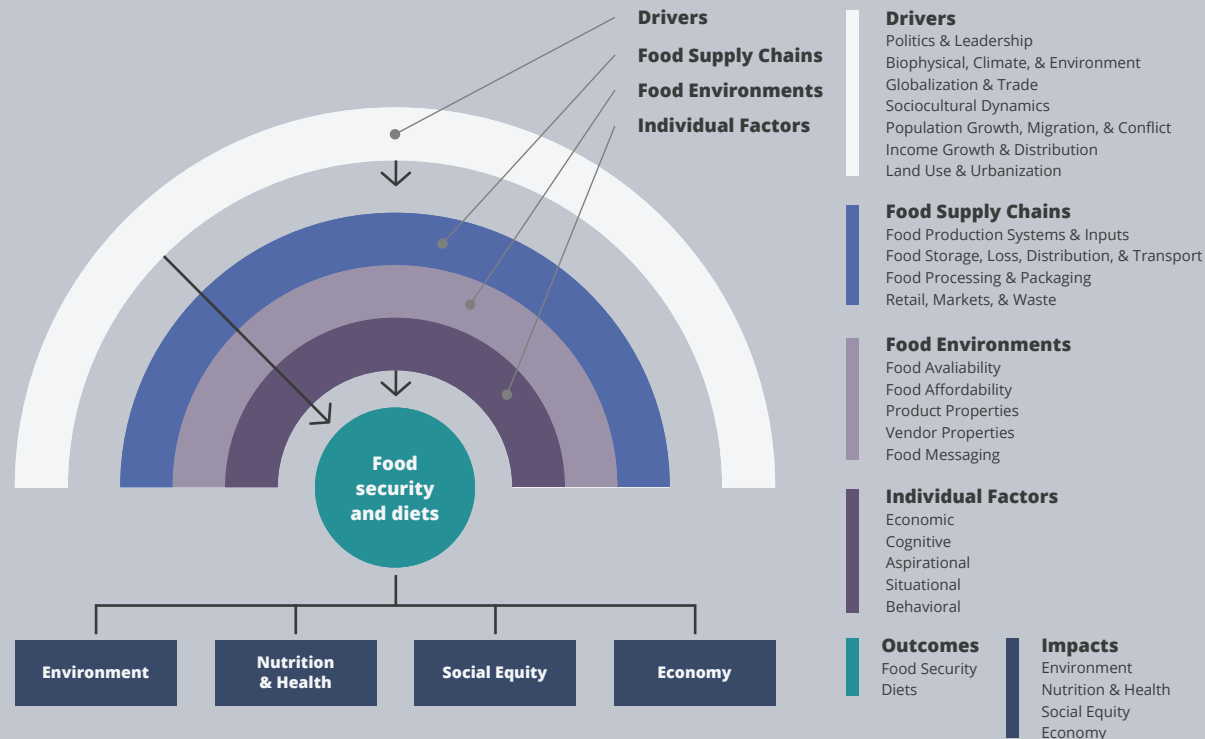 Drivers
Food Supply Chains
Food Environments
Individual Factors
Food
security
and diets
Environment
Nutrition
& Health
Social Equity
Economy
Drivers
Politics & Leadership
Biophysical, Climate, & Environment
Globalization & Trade
Sociocultural Dynamics
Population Growth, Migration, & Conflict
Income Growth & Distribution
Land Use & Urbanization
Food Supply Chains
Food Production Systems & Inputs
Food Storage, Loss, Distribution, & Transport
Food Processing & Packaging
Retail, Markets, & Waste
Food Environments
Food Avaliability
Food Affordability
Product Properties
Vendor Properties
Food Messaging
Individual Factors
Economic
Cognitive
Aspirational
Situational
Behavioral
Outcomes
Food Security
Diets
Impacts
Environment
Nutrition & Health
Social Equity
Economy